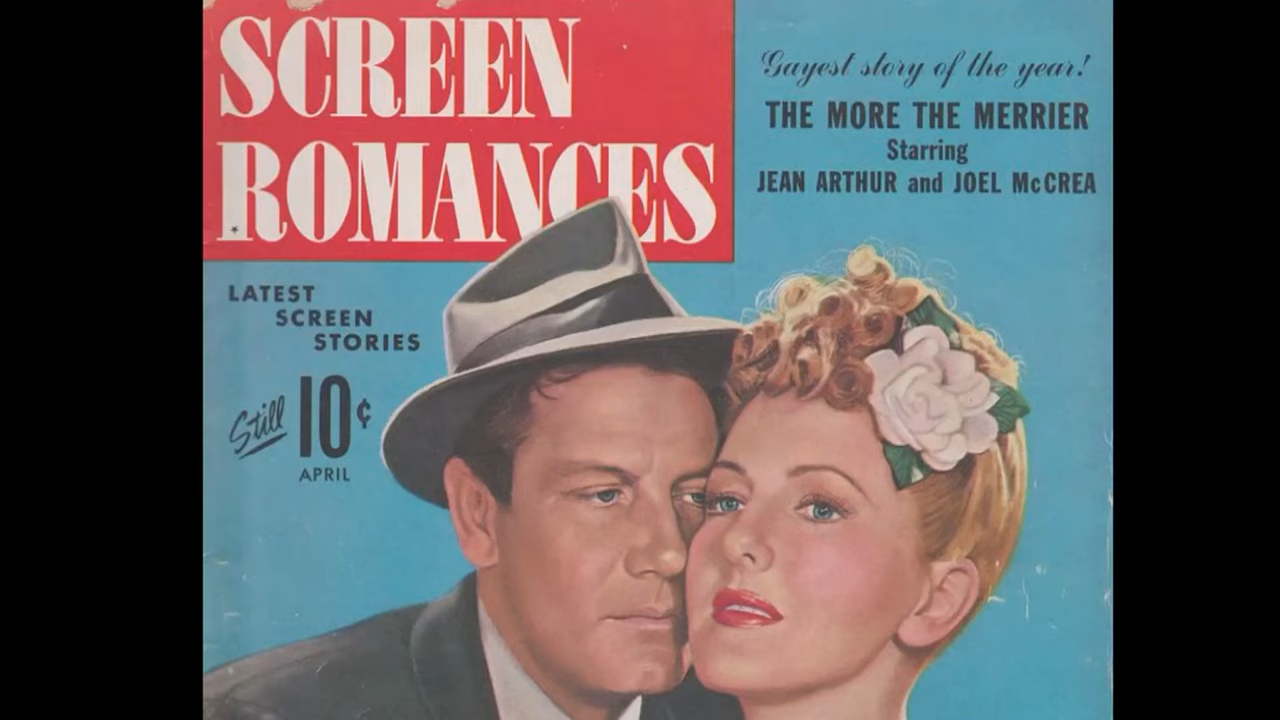 SCREEN
ROMANCES
Gayest story of the year!
THE MORE THE MERRIER
Starring
JEAN ARTHUR and JOEL McCREA
LATEST
SCREEN
STORIES
Still 10¢
APRIL